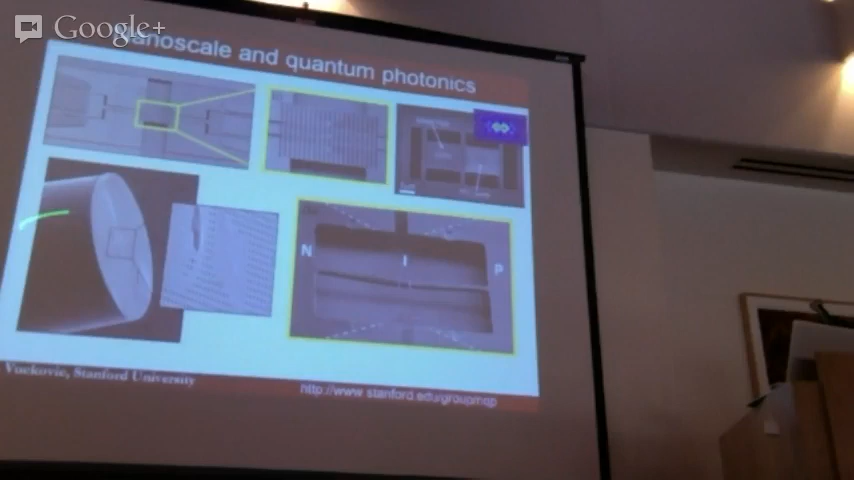 Google+
Nanoscale and quantum photonics
N
I
P
Vuckovic, Stanford University
http://www.stanford.edu/group/nqp